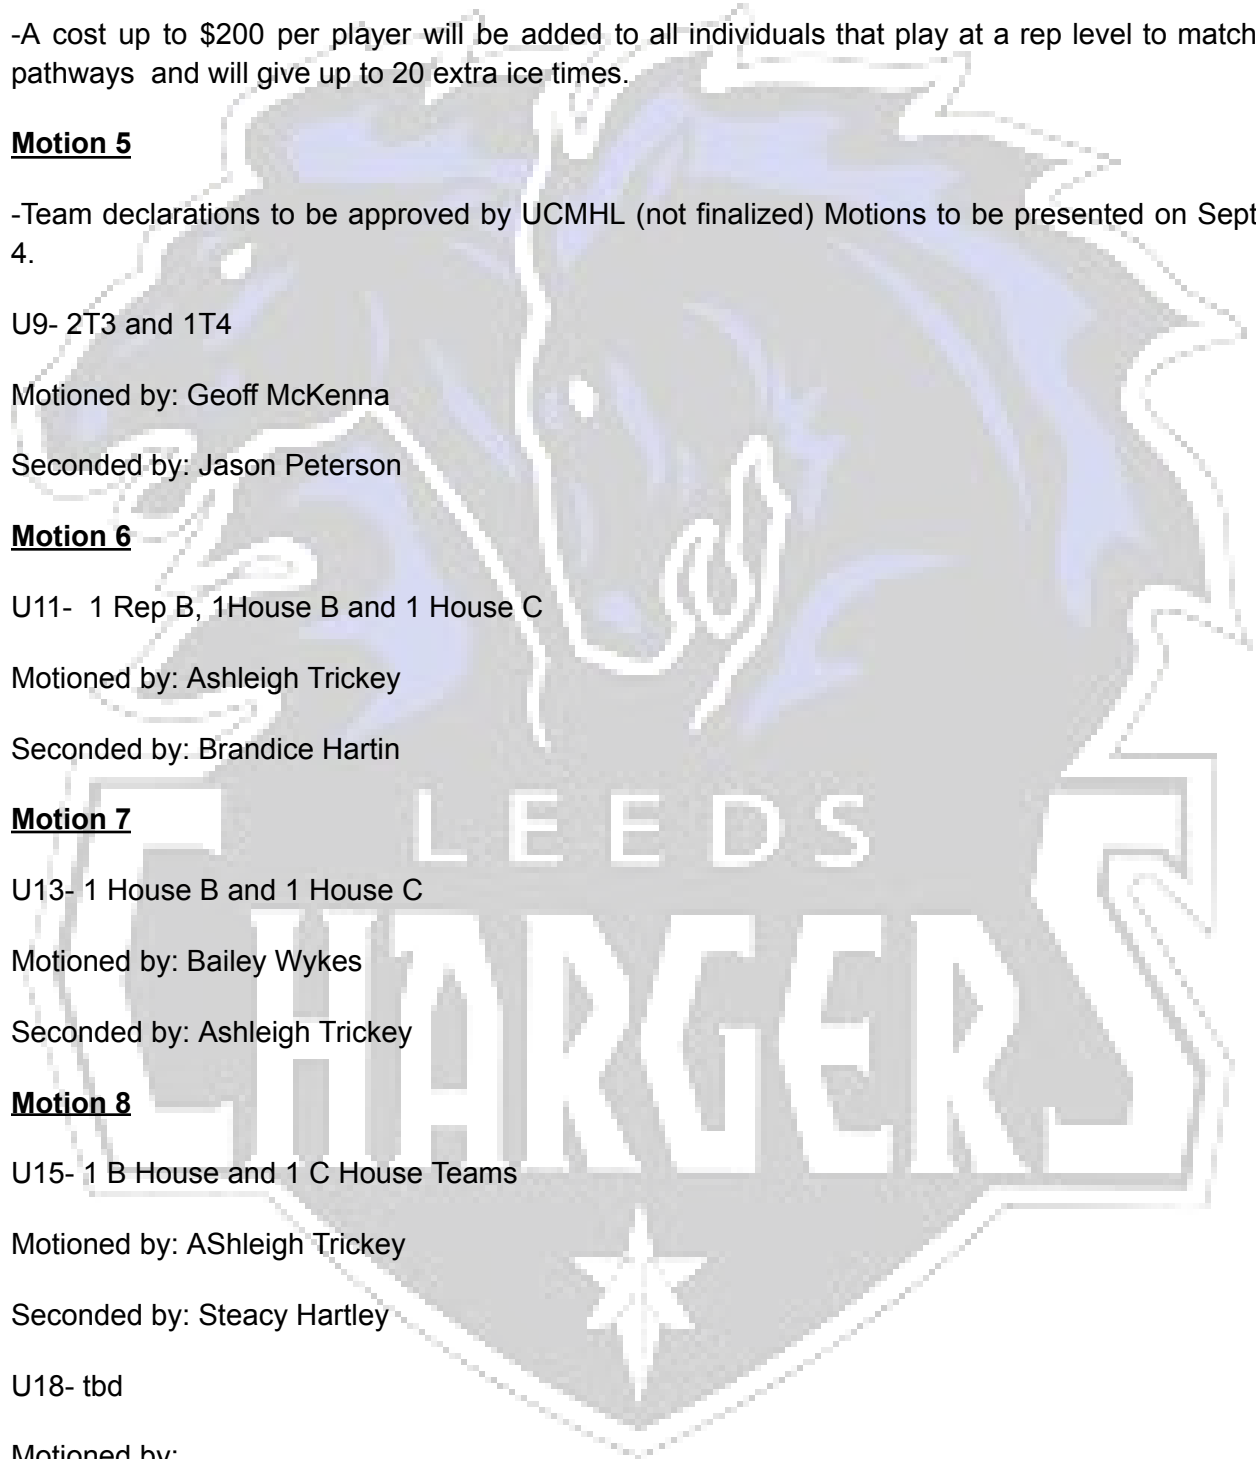 -A cost up to $200 per player will be added to all individuals that play at a rep level to match
pathways and will give up to 20 extra ice times.
Motion 5
-Team declarations to be approved by UCMHL (not finalized) Motions to be presented on Sept
4.
U9- 2T3 and 1T4
Motioned by: Geoff McKenna
Seconded by: Jason Peterson
Motion 6
U11- 1 Rep B, 1House B and 1 House C
Motioned by: Ashleigh Trickey
Seconded by: Brandice Hartin
Motion 7
LEEDS
U13- 1 House B and 1 House C
CHARGERS
Motioned by: Bailey Wykes
Seconded by: Ashleigh Trickey
Motion 8
U15- 1 B House and 1 C House Teams
Motioned by: AShleigh Trickey
Seconded by: Steacy Hartley
U18- tbd
Motioned by: